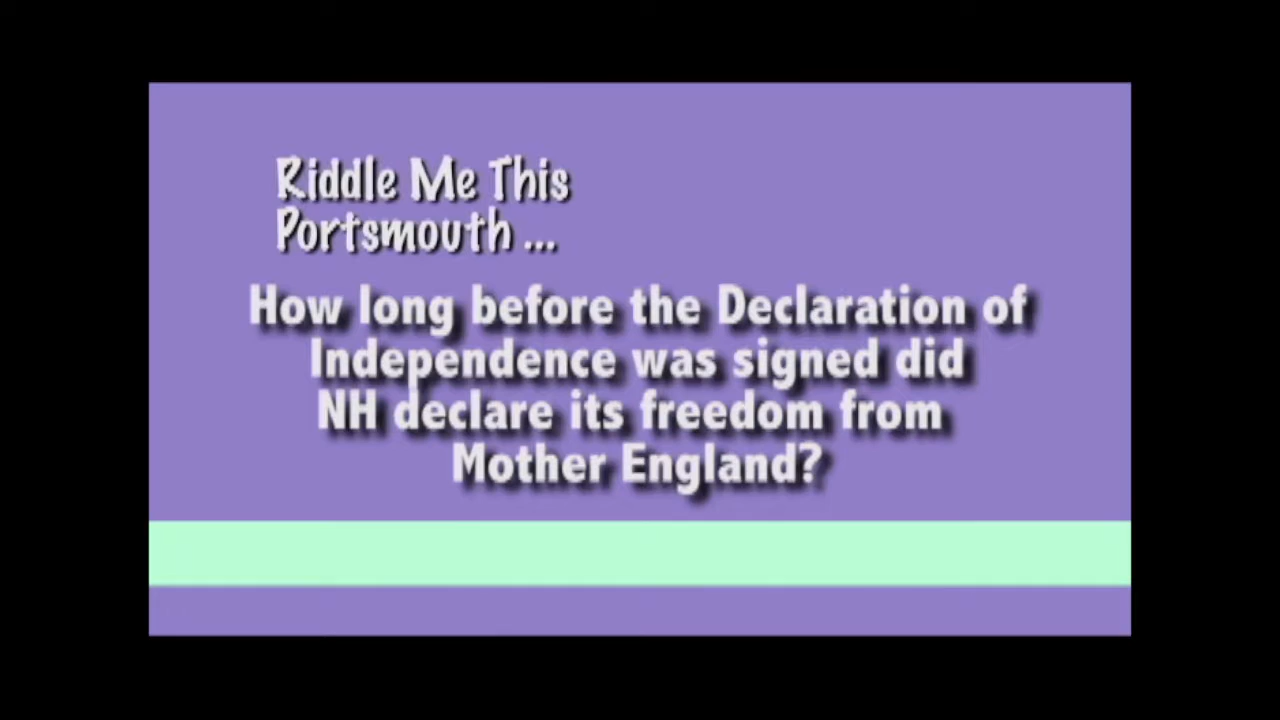 Riddle Me This
Portsmouth ...
How long before the Declaration of
Independence was signed did
NH declare its freedom from
Mother England?